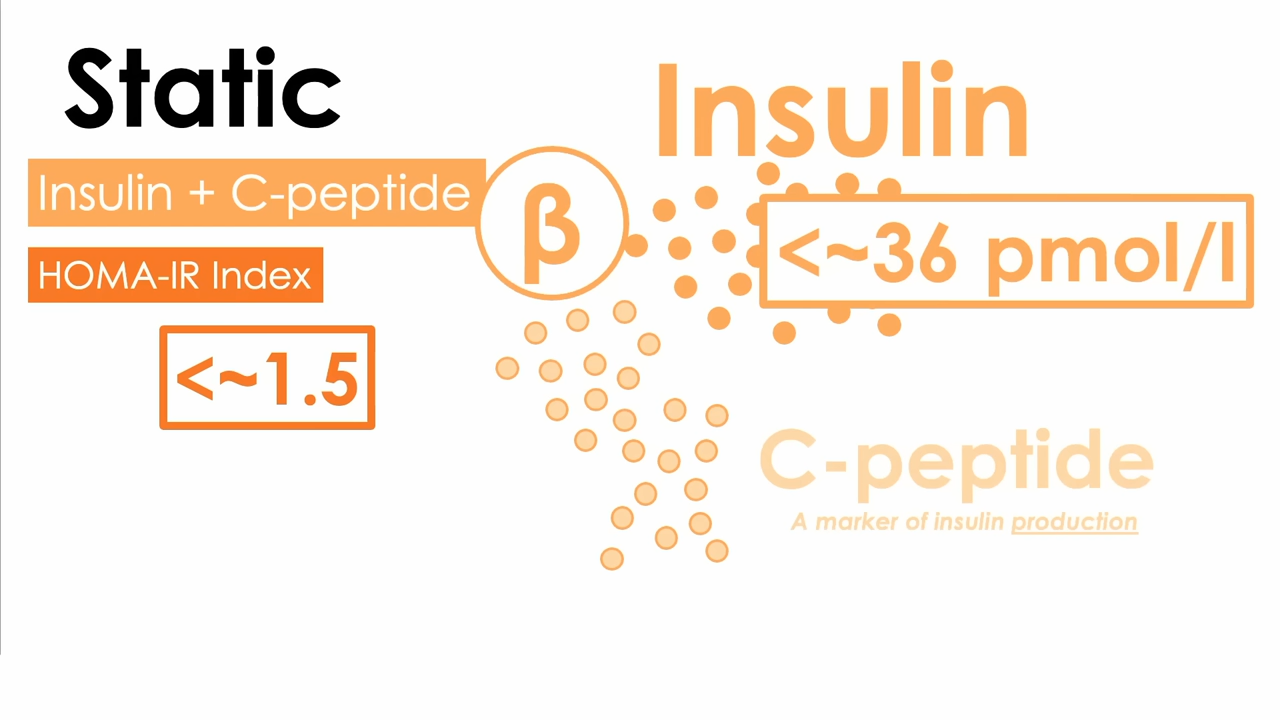 Static
Insulin + C-peptide
HOMA-IR Index
<~1.5
β
Insulin
<~36 pmol/l
C-peptide
A marker of insulin production